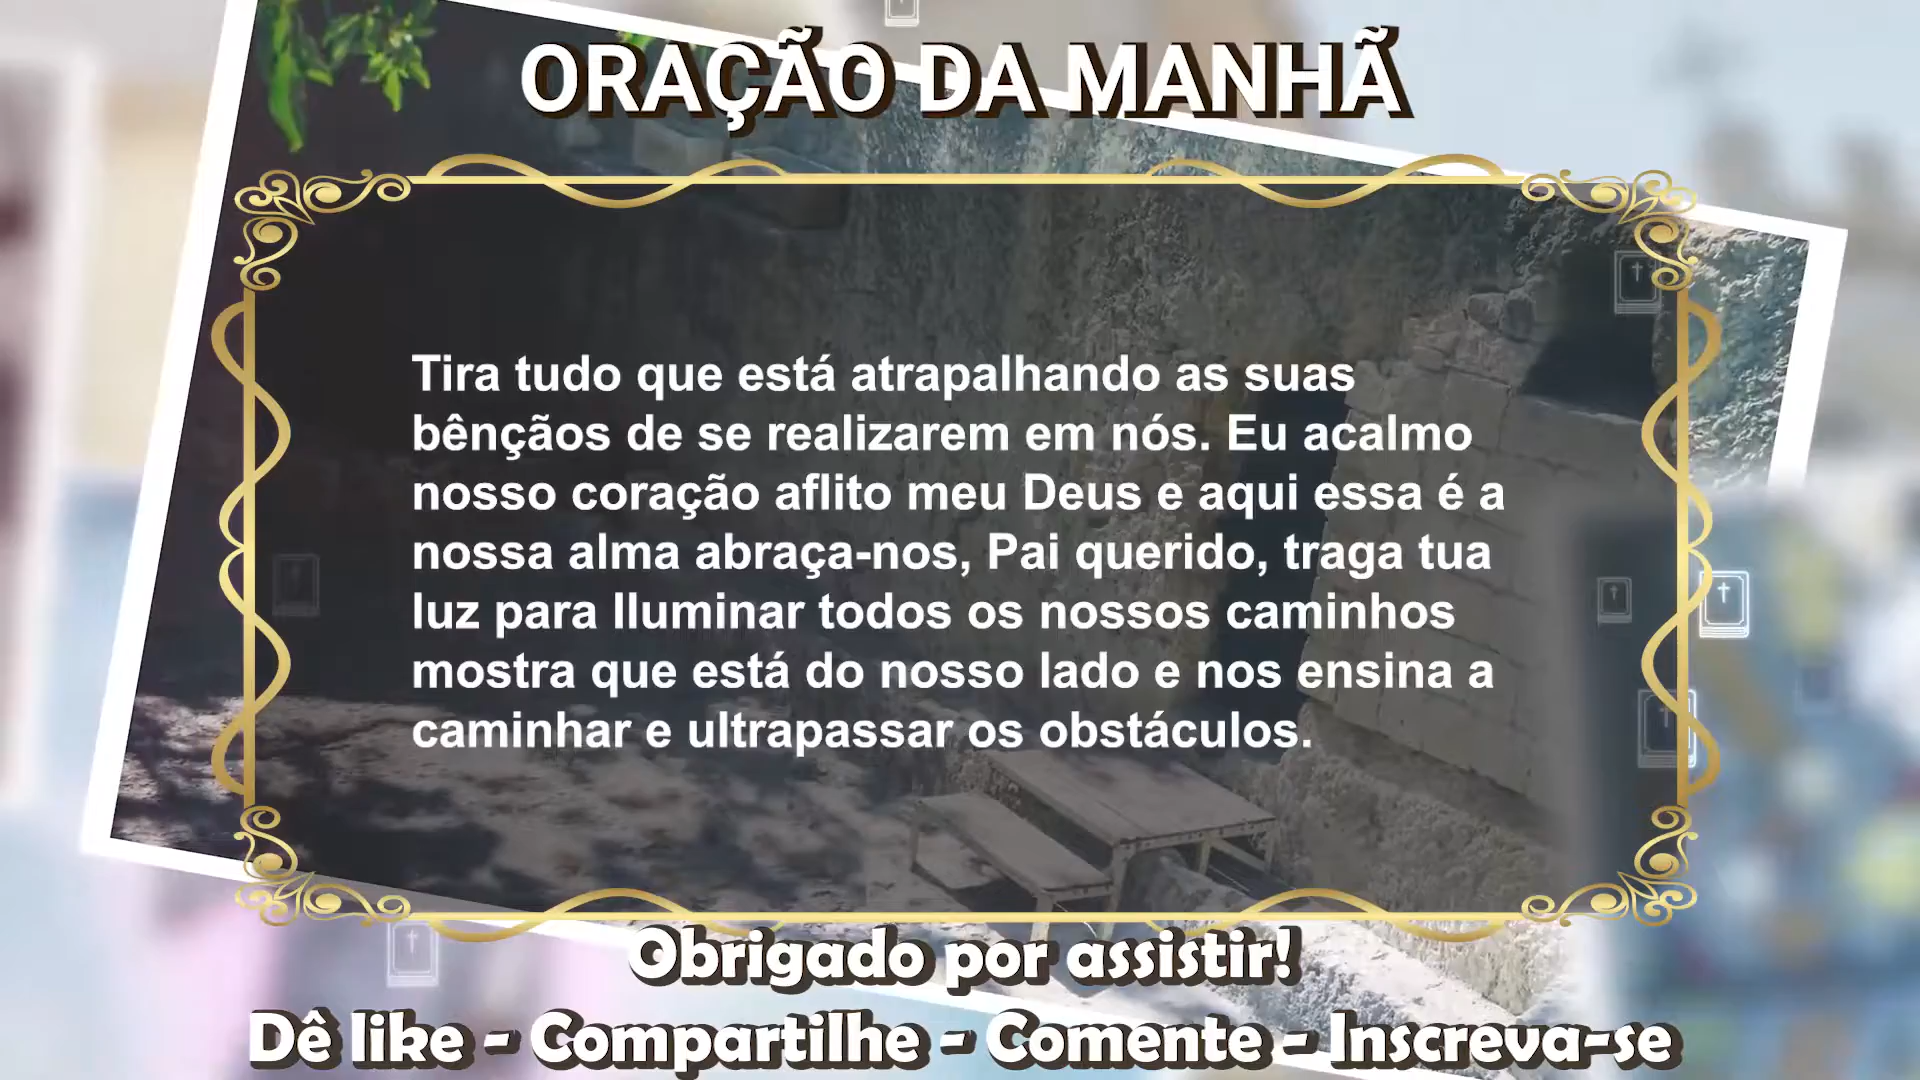 ORAÇÃO DA MANHÃ
Tira tudo que está atrapalhando as suas
bênçãos de se realizarem em nós. Eu acalmo
nosso coração aflito meu Deus e aqui essa é a
nossa alma abraça-nos, Pai querido, traga tua
luz para Iluminar todos os nossos caminhos
mostra que está do nosso lado e nos ensina a
caminhar e ultrapassar os obstáculos.
Obrigado por assistir!
Dê like - Compartilhe - Comente - Inscreva-se